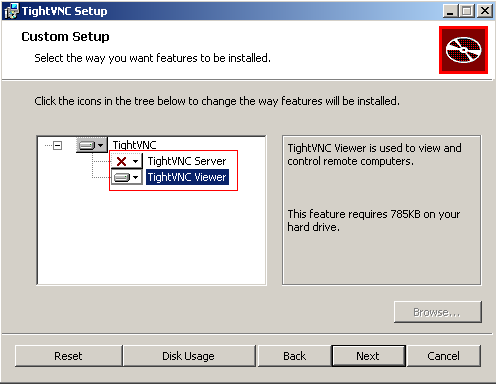 TightVNC Setup
Custom Setup
Select the way you want features to be installed.
Click the icons in the tree below to change the way features will be installed.
TightVNC
TightVNC Server
TightVNC Viewer
TightVNC Viewer is used to view and
control remote computers.
This feature requires 785KB on your
hard drive.
Browse...
Reset
Disk Usage
Back
Next
Cancel